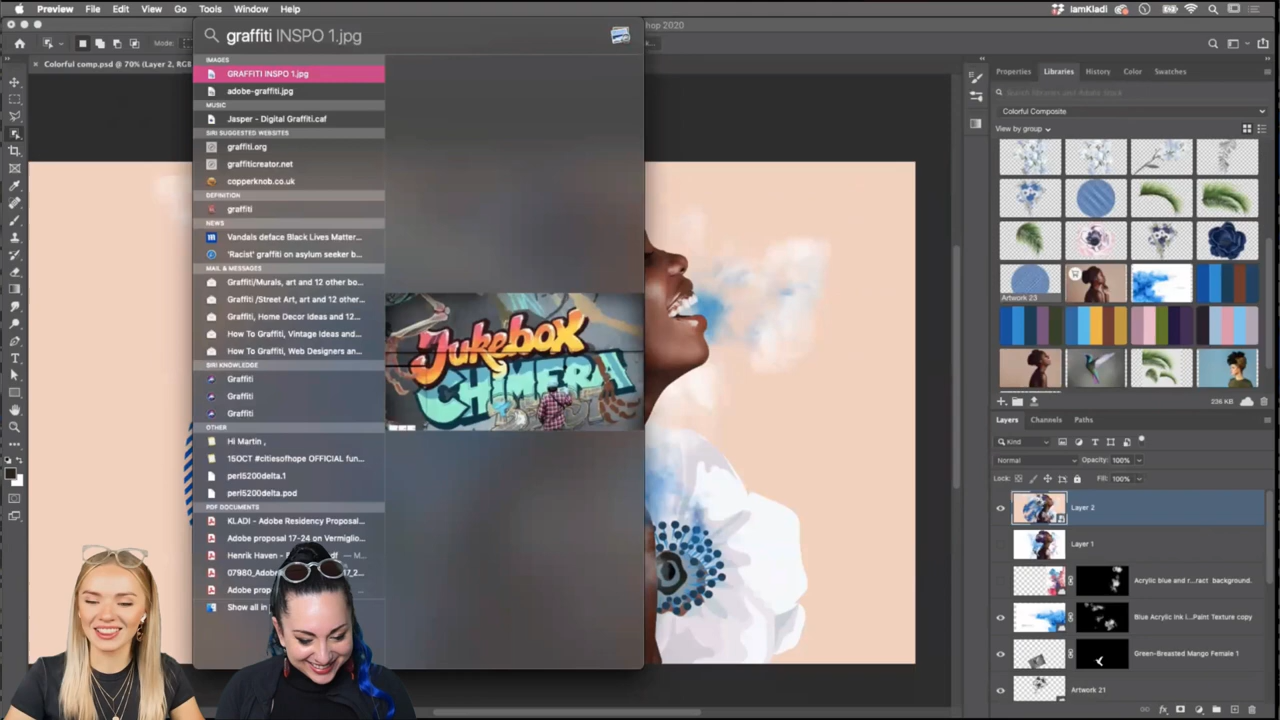 Preview File Edit View Go Tools Window Help IamKladi
hop 2020
Mode:
graffiti INSPO 1.jpg
Colorful comp.psd @ 70% (Layer 2, RGB
IMAGES
GRAFFITI INSPO 1.jpg
adobe-graffiti.jpg
MUSIC
Jasper - Digital Graffiti.caf
SIRI SUGGESTED WEBSITES
graffiti.org
graffiticreator.net
copperknob.co.uk
DEFINITION
graffiti
NEWS
Vandals deface Black Lives Matter...
'Racist' graffiti on asylum seeker b...
MAIL & MESSAGES
Graffiti/Murals, art and 12 other bo...
Graffiti /Street Art, art and 12 other...
Graffiti, Home Decor Ideas and 12...
How To Graffiti, Vintage Ideas and...
How To Graffiti, Web Designers an...
SIRI KNOWLEDGE
Graffiti
Graffiti
Graffiti
OTHER
Hi Martin ,
15OCT #citiesofhope OFFICIAL fun...
perl5200delta.1
perl5200delta.pod
PDF DOCUMENTS
KLADI - Adobe Residency Proposal...
Adobe proposal 17-24 on Vermiglio...
Henrik Haven -
Adobe prop
Show all in
Jukebox
CHIMERA
Properties Libraries History Color Swatches
Search libraries and Adobe Stock
Colorful Composite
View by group
Artwork 23
236 KB
Layers Channels Paths
Kind
Normal Opacity: 100%
Lock: Fill: 100%
Layer 2
Layer 1
Acrylic blue and r...ract background.
Blue Acrylic Ink I...Paint Texture copy
Green-Breasted Mango Female 1
Artwork 21